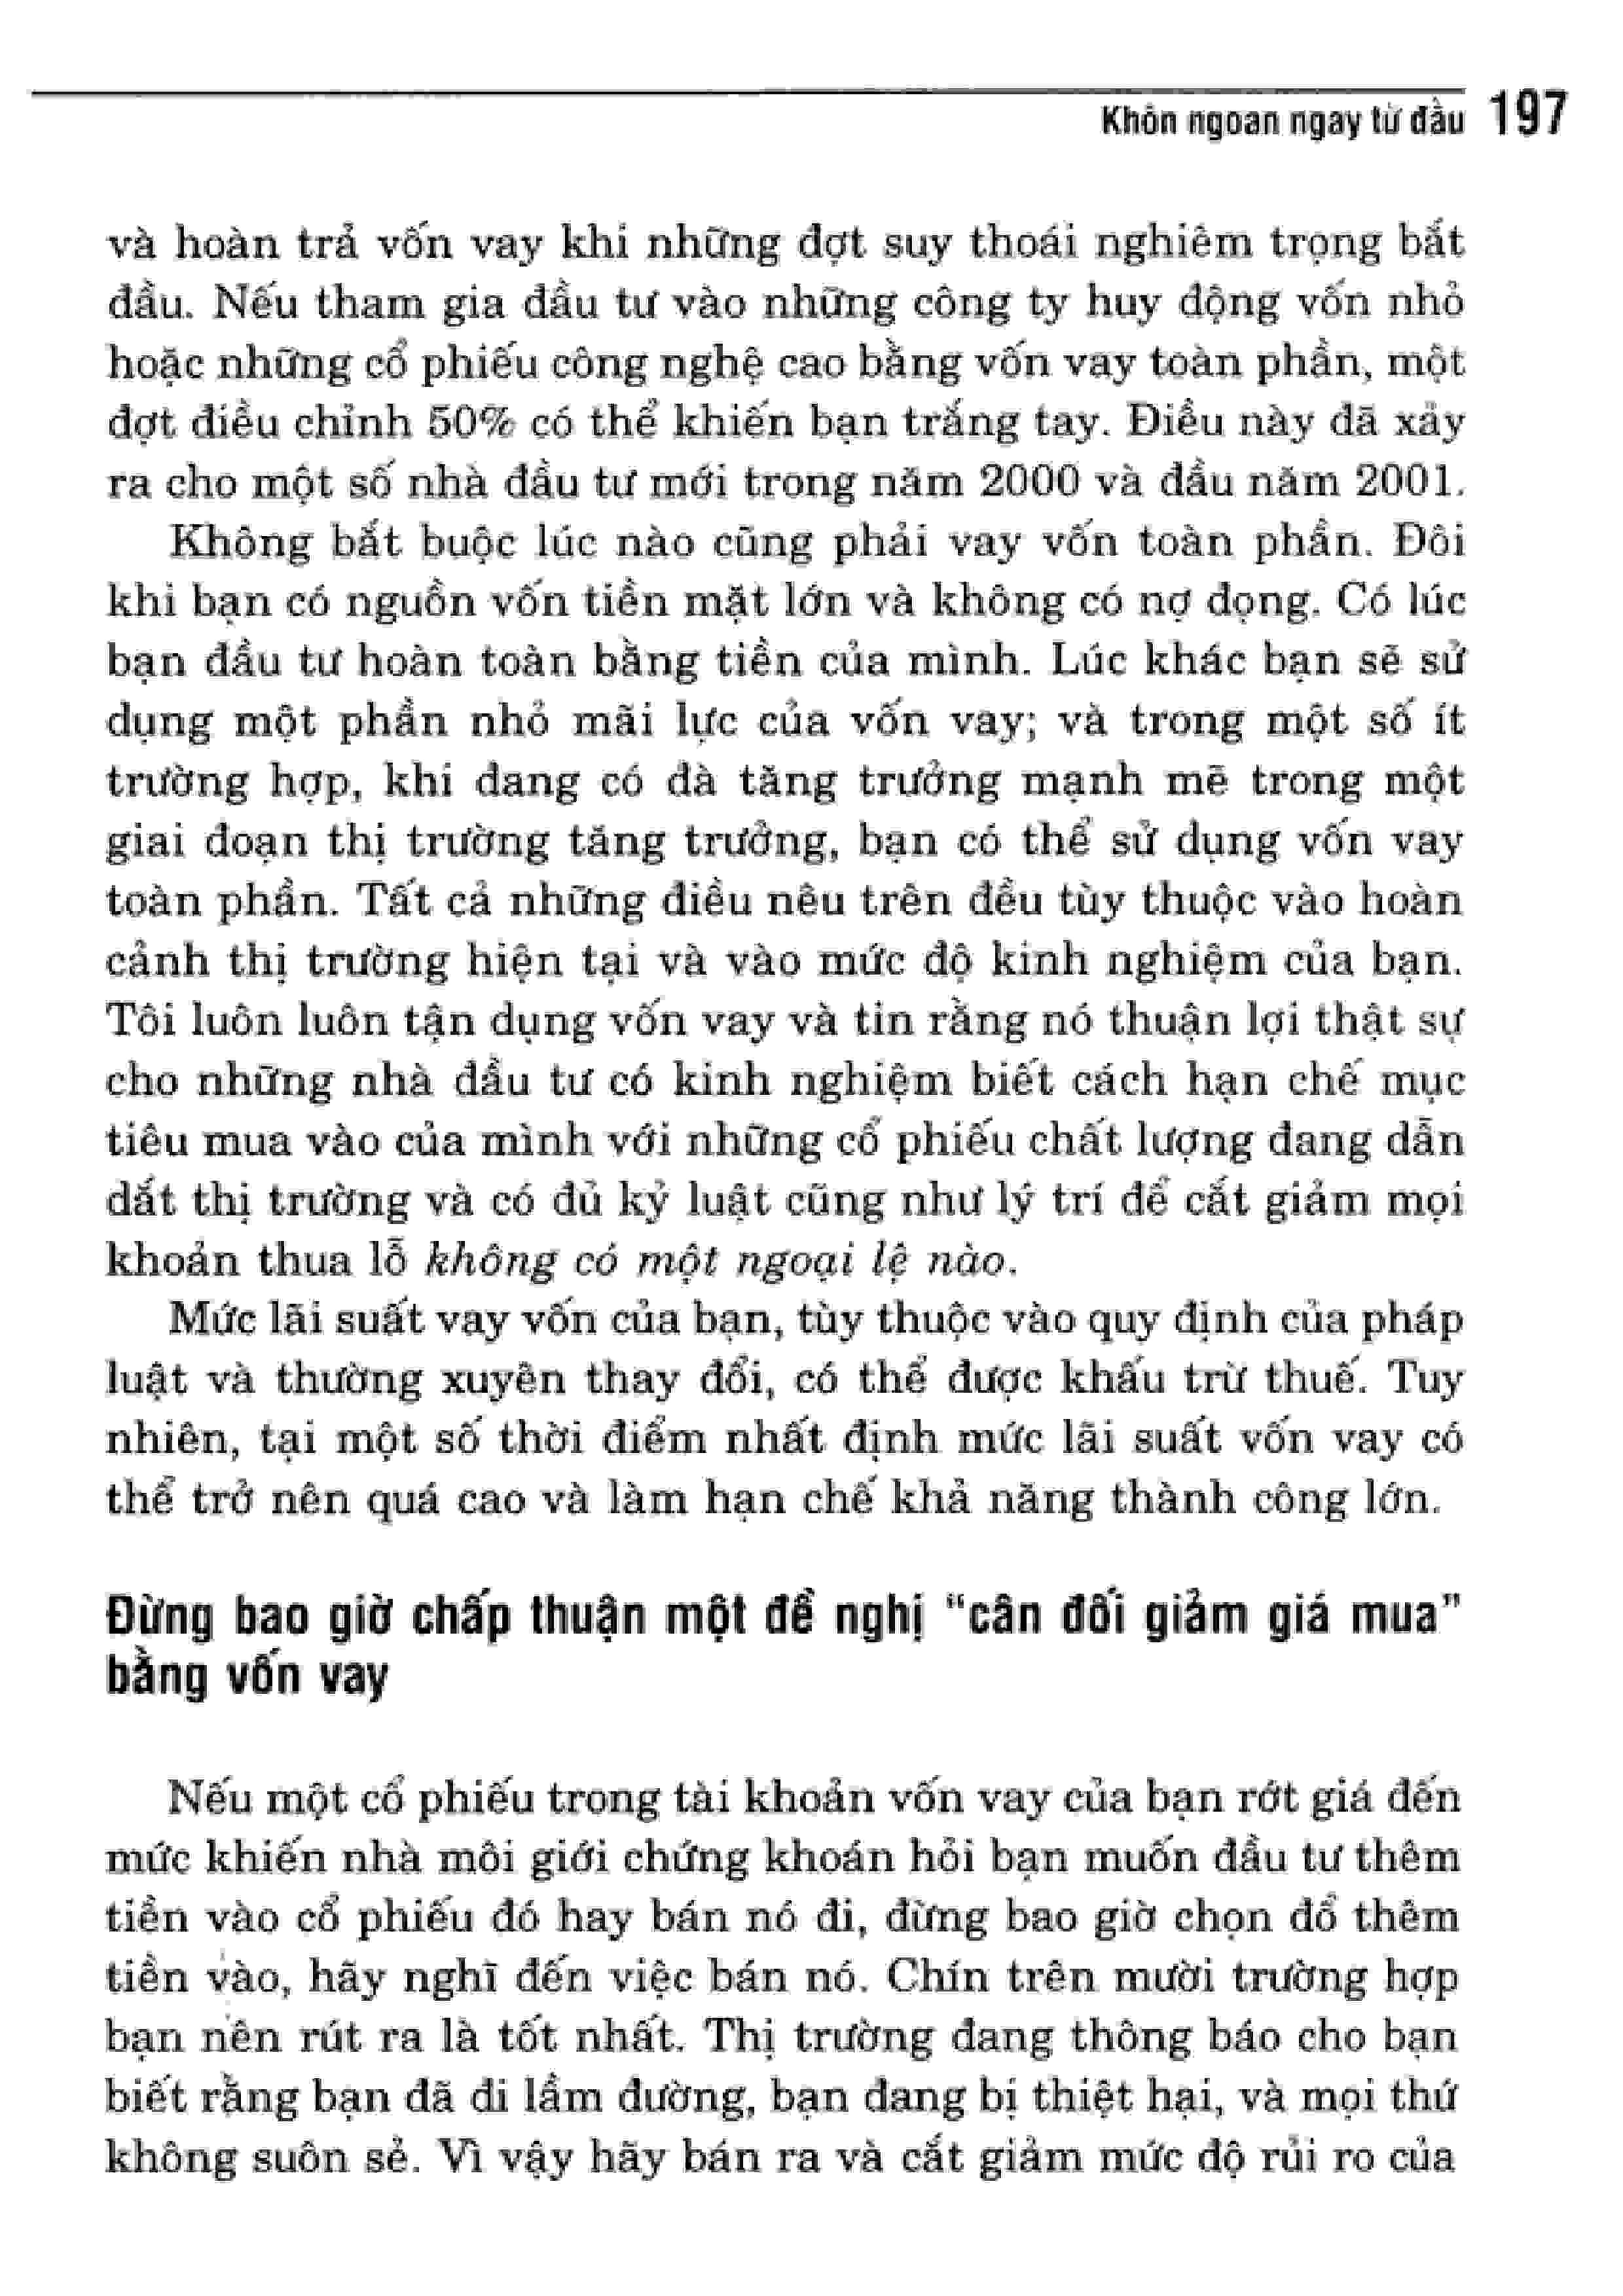 Khôn ngoan ngay từ đầu 197
và hoàn trả vốn vay khi những đợt suy thoái nghiêm trọng bắt
đầu. Nếu tham gia đầu tư vào những công ty huy động vốn nhỏ
hoặc những cổ phiếu công nghệ cao bằng vốn vay toàn phần, một
đợt điều chỉnh 50% có thể khiến bạn trắng tay. Điều này đã xảy
ra cho một số nhà đầu tư mới trong năm 2000 và đầu năm 2001.
Không bắt buộc lúc nào cũng phải vay vốn toàn phần. Đôi
khi bạn có nguồn vốn tiền mặt lớn và không có nợ đọng. Có lúc
bạn đầu tư hoàn toàn bằng tiền của mình. Lúc khác bạn sẽ sử
dụng một phần nhỏ mãi lực của vốn vay; và trong một số ít
trường hợp, khi đang có đà tăng trưởng mạnh mẽ trong một
giai đoạn thị trường tăng trưởng, bạn có thể sử dụng vốn vay
toàn phần. Tất cả những điều nêu trên đều tùy thuộc vào hoàn
cảnh thị trường hiện tại và vào mức độ kinh nghiệm của bạn.
Tôi luôn luôn tận dụng vốn vay và tin rằng nó thuận lợi thật sự
cho những nhà đầu tư có kinh nghiệm biết cách hạn chế mục
tiêu mua vào của mình với những cổ phiếu chất lượng đang dẫn
dắt thị trường và có đủ kỷ luật cũng như lý trí để cắt giảm mọi
khoản thua lỗ không có một ngoại lệ nào.
Mức lãi suất vay vốn của bạn, tùy thuộc vào quy định của pháp
luật và thường xuyên thay đổi, có thể được khấu trừ thuế. Tuy
nhiên, tại một số thời điểm nhất định mức lãi suất vốn vay có
thể trở nên quá cao và làm hạn chế khả năng thành công lớn.
Đừng bao giờ chấp thuận một đề nghị “cân đối giảm giá mua”
bằng vốn vay
Nếu một cổ phiếu trong tài khoản vốn vay của bạn rớt giá đến
mức khiến nhà môi giới chứng khoán hỏi bạn muốn đầu tư thêm
tiền vào cổ phiếu đó hay bán nó đi, đừng bao giờ chọn đổ thêm
tiền vào, hãy nghĩ đến việc bán nó. Chín trên mười trường hợp
bạn nên rút ra là tốt nhất. Thị trường đang thông báo cho bạn
biết rằng bạn đã đi lầm đường, bạn đang bị thiệt hại, và mọi thứ
không suôn sẻ. Vì vậy hãy bán ra và cắt giảm mức độ rủi ro của